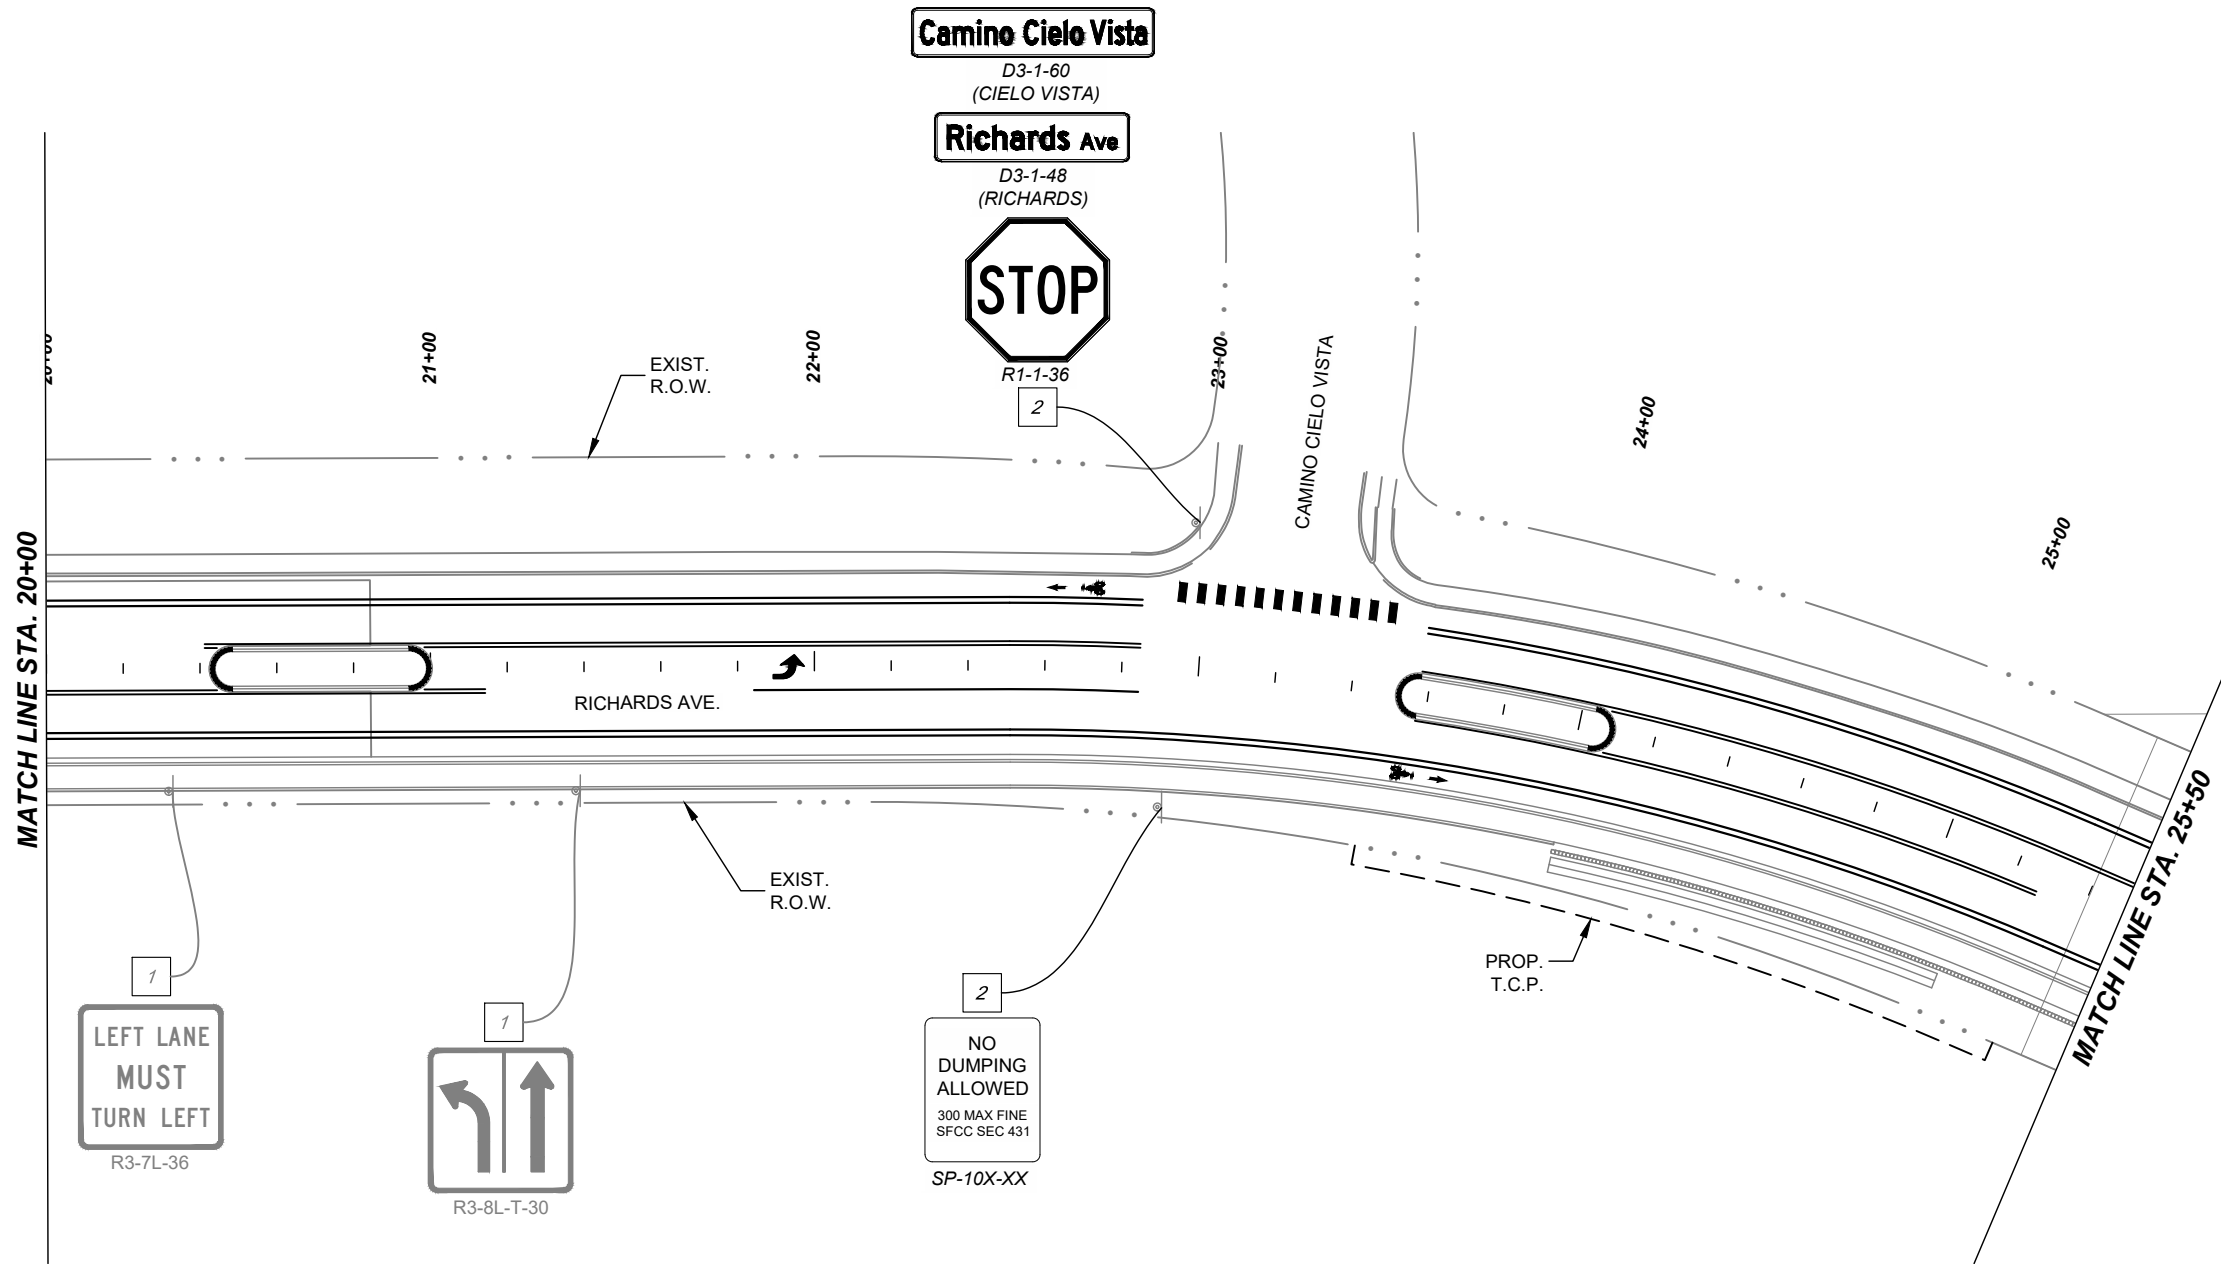 Camino Cielo Vista
D3-1-60
(CIELO VISTA)
Richards Ave
D3-1-48
(RICHARDS)
STOP
R1-1-36
2
21+00
22+00
23+00
24+00
25+00
EXIST.
R.O.W.
CAMINO CIELO VISTA
MATCH LINE STA. 20+00
RICHARDS AVE.
EXIST.
R.O.W.
PROP.
T.C.P.
MATCH LINE STA. 25+50
1
LEFT LANE
MUST
TURN LEFT
R3-7L-36
1
R3-8L-T-30
2
NO
DUMPING
ALLOWED
300 MAX FINE
SFCC SEC 431
SP-10X-XX